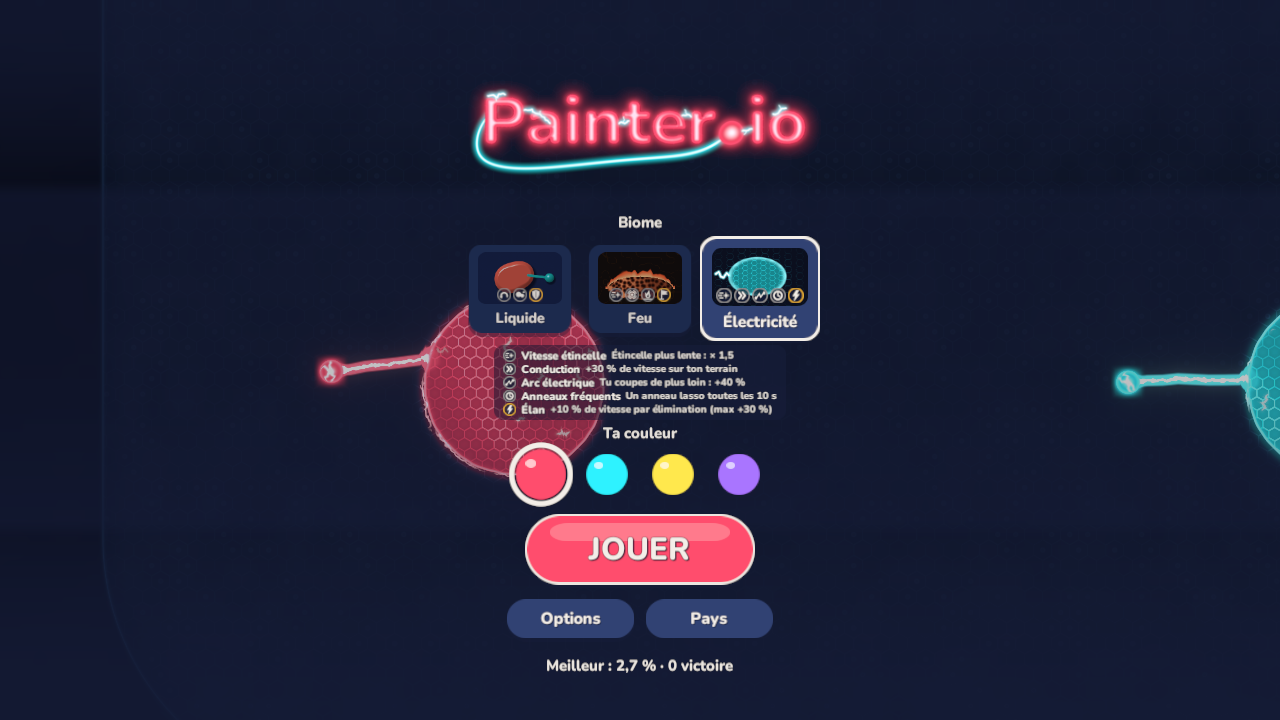 Painter.io
Biome
Liquide
Feu
Électricité
Vitesse étincelle Étincelle plus lente : × 1,5
Conduction +30 % de vitesse sur ton terrain
Arc électrique Tu coupes de plus loin : +40 %
Anneaux fréquents Un anneau lasso toutes les 10 s
Élan +10 % de vitesse par élimination (max +30 %)
Ta couleur
JOUER
Options
Pays
Meilleur : 2,7 % · 0 victoire